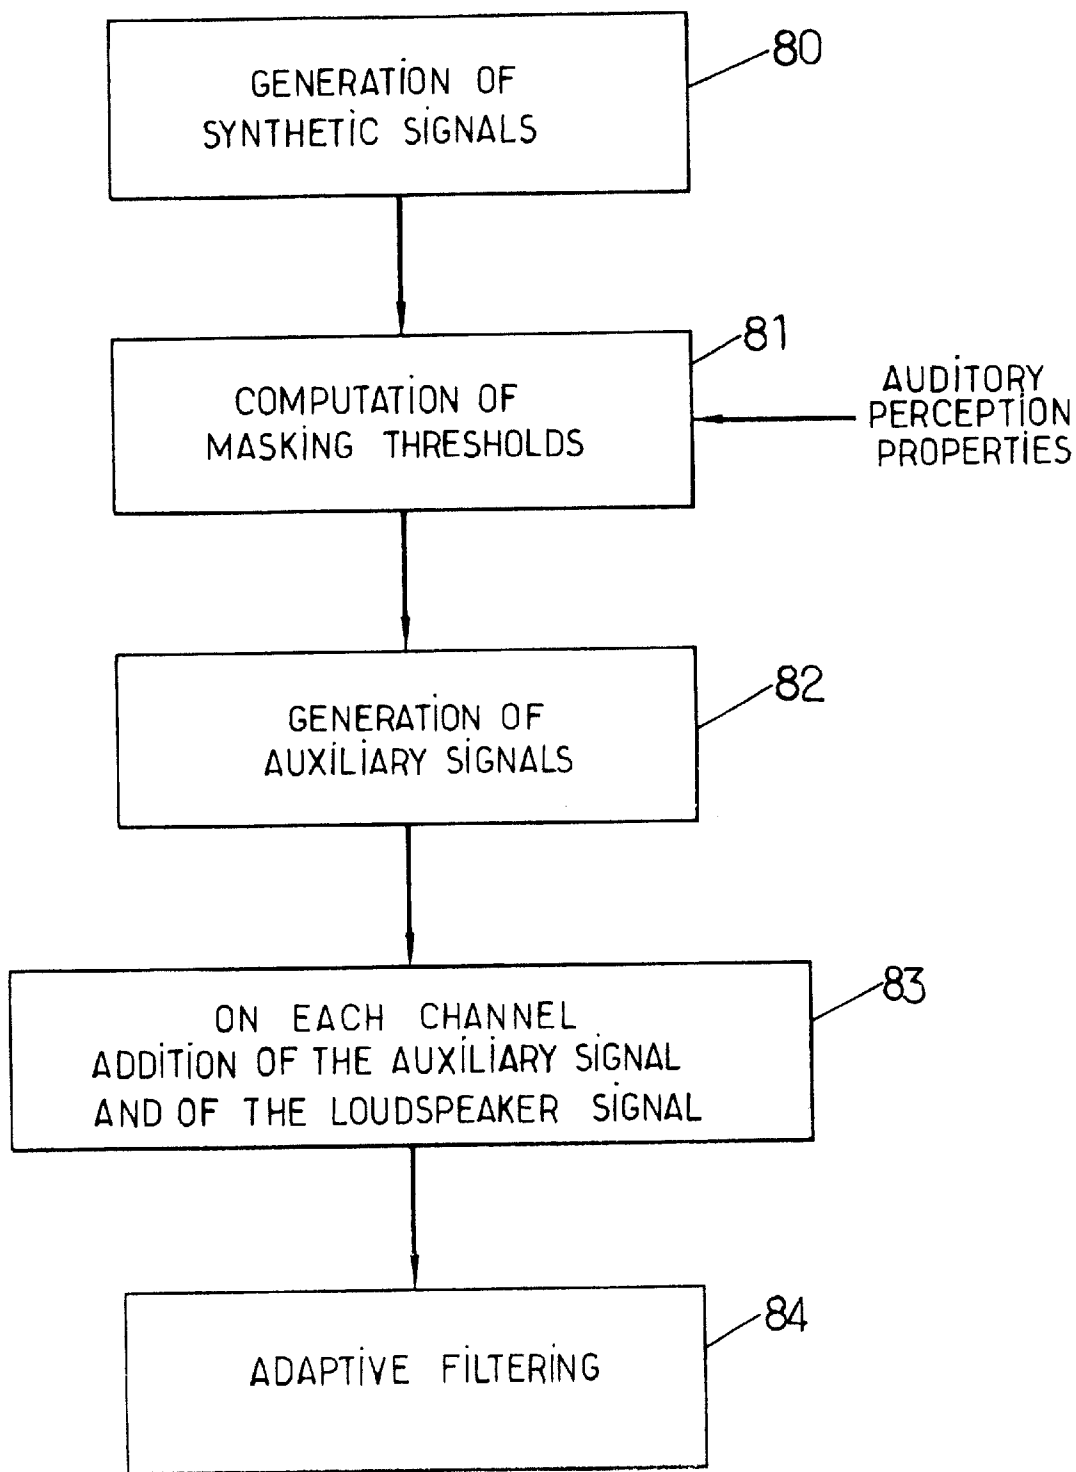 80
GENERATION OF
SYNTHETIC SIGNALS
81
COMPUTATION OF
MASKING THRESHOLDS
AUDITORY
PERCEPTION
PROPERTIES
82
GENERATION OF
AUXILIARY SIGNALS
83
ON EACH CHANNEL
ADDITION OF THE AUXILIARY SIGNAL
AND OF THE LOUDSPEAKER SIGNAL
84
ADAPTIVE FILTERING